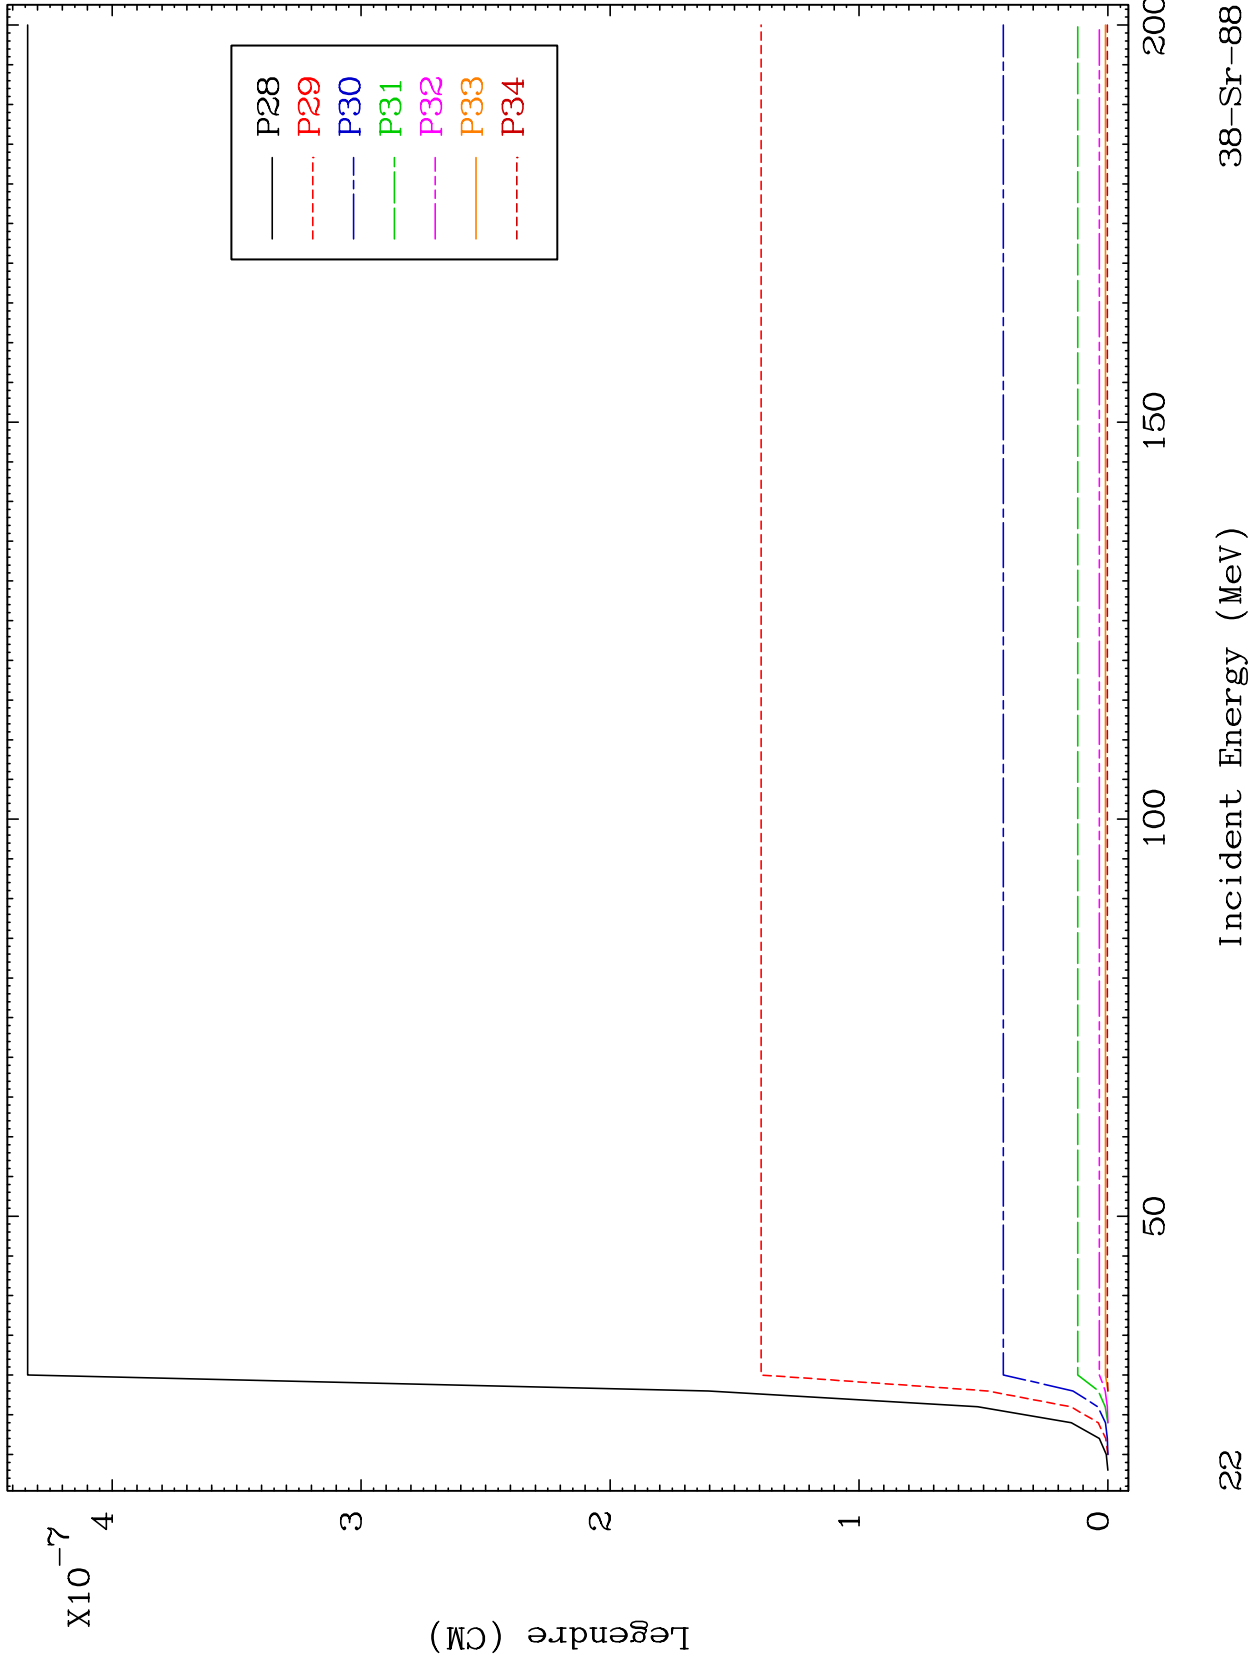 X10-7
4
3
2
1
0
Legendre (CM)
P28
P29
P30
P31
P32
P33
P34
50
100
150
200
Incident Energy (MeV)
22
38-Sr-88